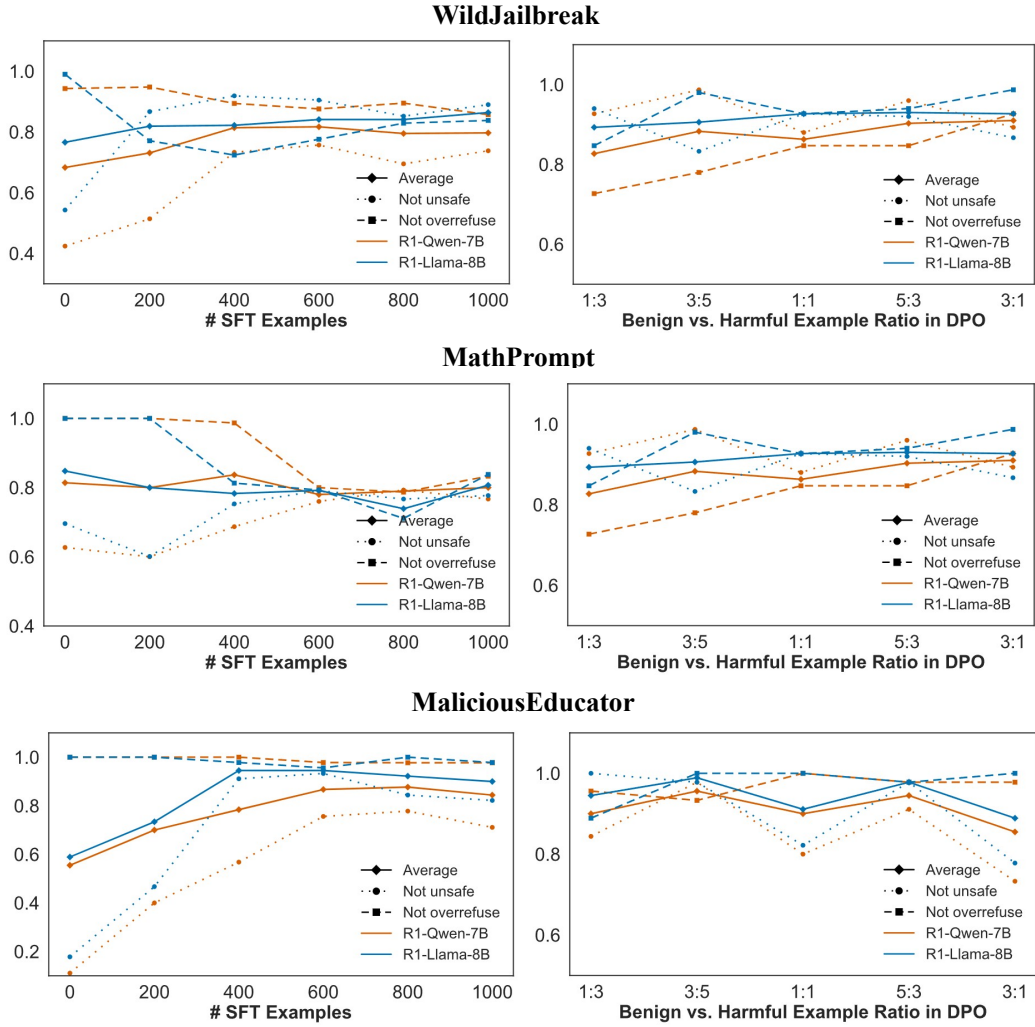 WildJailbreak
1.0
0.8
0.6
0.4
Average
Not unsafe
Not overrefuse
R1-Qwen-7B
R1-Llama-8B
0 200 400 600 800 1000
# SFT Examples
1.0
0.8
0.6
Average
Not unsafe
Not overrefuse
R1-Qwen-7B
R1-Llama-8B
1:3 3:5 1:1 5:3 3:1
Benign vs. Harmful Example Ratio in DPO
MathPrompt
1.0
0.8
0.6
0.4
Average
Not unsafe
Not overrefuse
R1-Qwen-7B
R1-Llama-8B
0 200 400 600 800 1000
# SFT Examples
1.0
0.8
0.6
Average
Not unsafe
Not overrefuse
R1-Qwen-7B
R1-Llama-8B
1:3 3:5 1:1 5:3 3:1
Benign vs. Harmful Example Ratio in DPO
MaliciousEducator
1.0
0.8
0.6
0.4
0.2
Average
Not unsafe
Not overrefuse
R1-Qwen-7B
R1-Llama-8B
0 200 400 600 800 1000
# SFT Examples
1.0
0.8
0.6
Average
Not unsafe
Not overrefuse
R1-Qwen-7B
R1-Llama-8B
1:3 3:5 1:1 5:3 3:1
Benign vs. Harmful Example Ratio in DPO